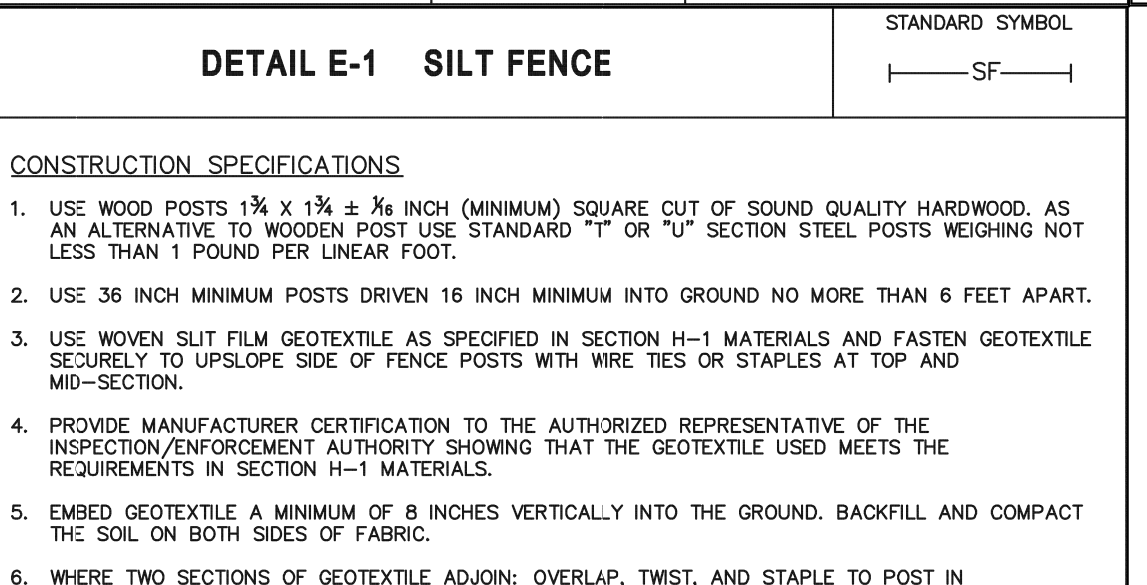 DETAIL E-1 SILT FENCE
STANDARD SYMBOL
SF
CONSTRUCTION SPECIFICATIONS
1. USE WOOD POSTS 1¾ X 1¾ ± 1⁄16 INCH (MINIMUM) SQUARE CUT OF SOUND QUALITY HARDWOOD. AS
AN ALTERNATIVE TO WOODEN POST USE STANDARD "T" OR "U" SECTION STEEL POSTS WEIGHING NOT
LESS THAN 1 POUND PER LINEAR FOOT.
2. USE 36 INCH MINIMUM POSTS DRIVEN 16 INCH MINIMUM INTO GROUND NO MORE THAN 6 FEET APART.
3. USE WOVEN SLIT FILM GEOTEXTILE AS SPECIFIED IN SECTION H-1 MATERIALS AND FASTEN GEOTEXTILE
SECURELY TO UPSLOPE SIDE OF FENCE POSTS WITH WIRE TIES OR STAPLES AT TOP AND
MID-SECTION.
4. PROVIDE MANUFACTURER CERTIFICATION TO THE AUTHORIZED REPRESENTATIVE OF THE
INSPECTION/ENFORCEMENT AUTHORITY SHOWING THAT THE GEOTEXTILE USED MEETS THE
REQUIREMENTS IN SECTION H-1 MATERIALS.
5. EMBED GEOTEXTILE A MINIMUM OF 8 INCHES VERTICALLY INTO THE GROUND. BACKFILL AND COMPACT
THE SOIL ON BOTH SIDES OF FABRIC.
6. WHERE TWO SECTIONS OF GEOTEXTILE ADJOIN: OVERLAP, TWIST, AND STAPLE TO POST IN